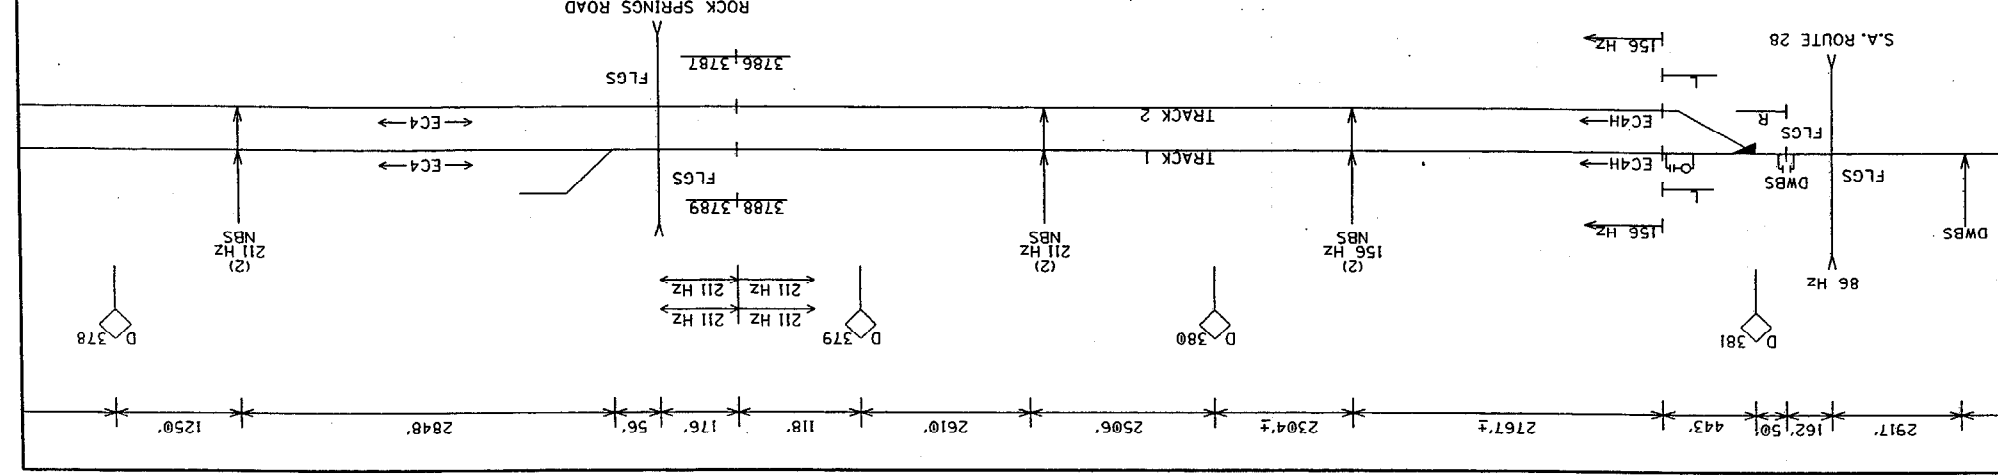 2917'
162'
50'
443'
2767'±
2304'±
2506'
2610'
118'
176'
56'
2848'
1250'
D 381
D 380
D 379
D 378
211 Hz 211 Hz
211 Hz 211 Hz
86 Hz
(2)
156 Hz
NBS
(2)
211 Hz
NBS
(2)
211 Hz
NBS
DWBS
156 Hz
L
3788 3789
FLGS
DWBS
FLGS
EC4H
TRACK 1
EC4
FLGS
R
EC4H
TRACK 2
EC4
L
FLGS
3786 3787
S.A. ROUTE 28
156 Hz
ROCK SPRINGS ROAD